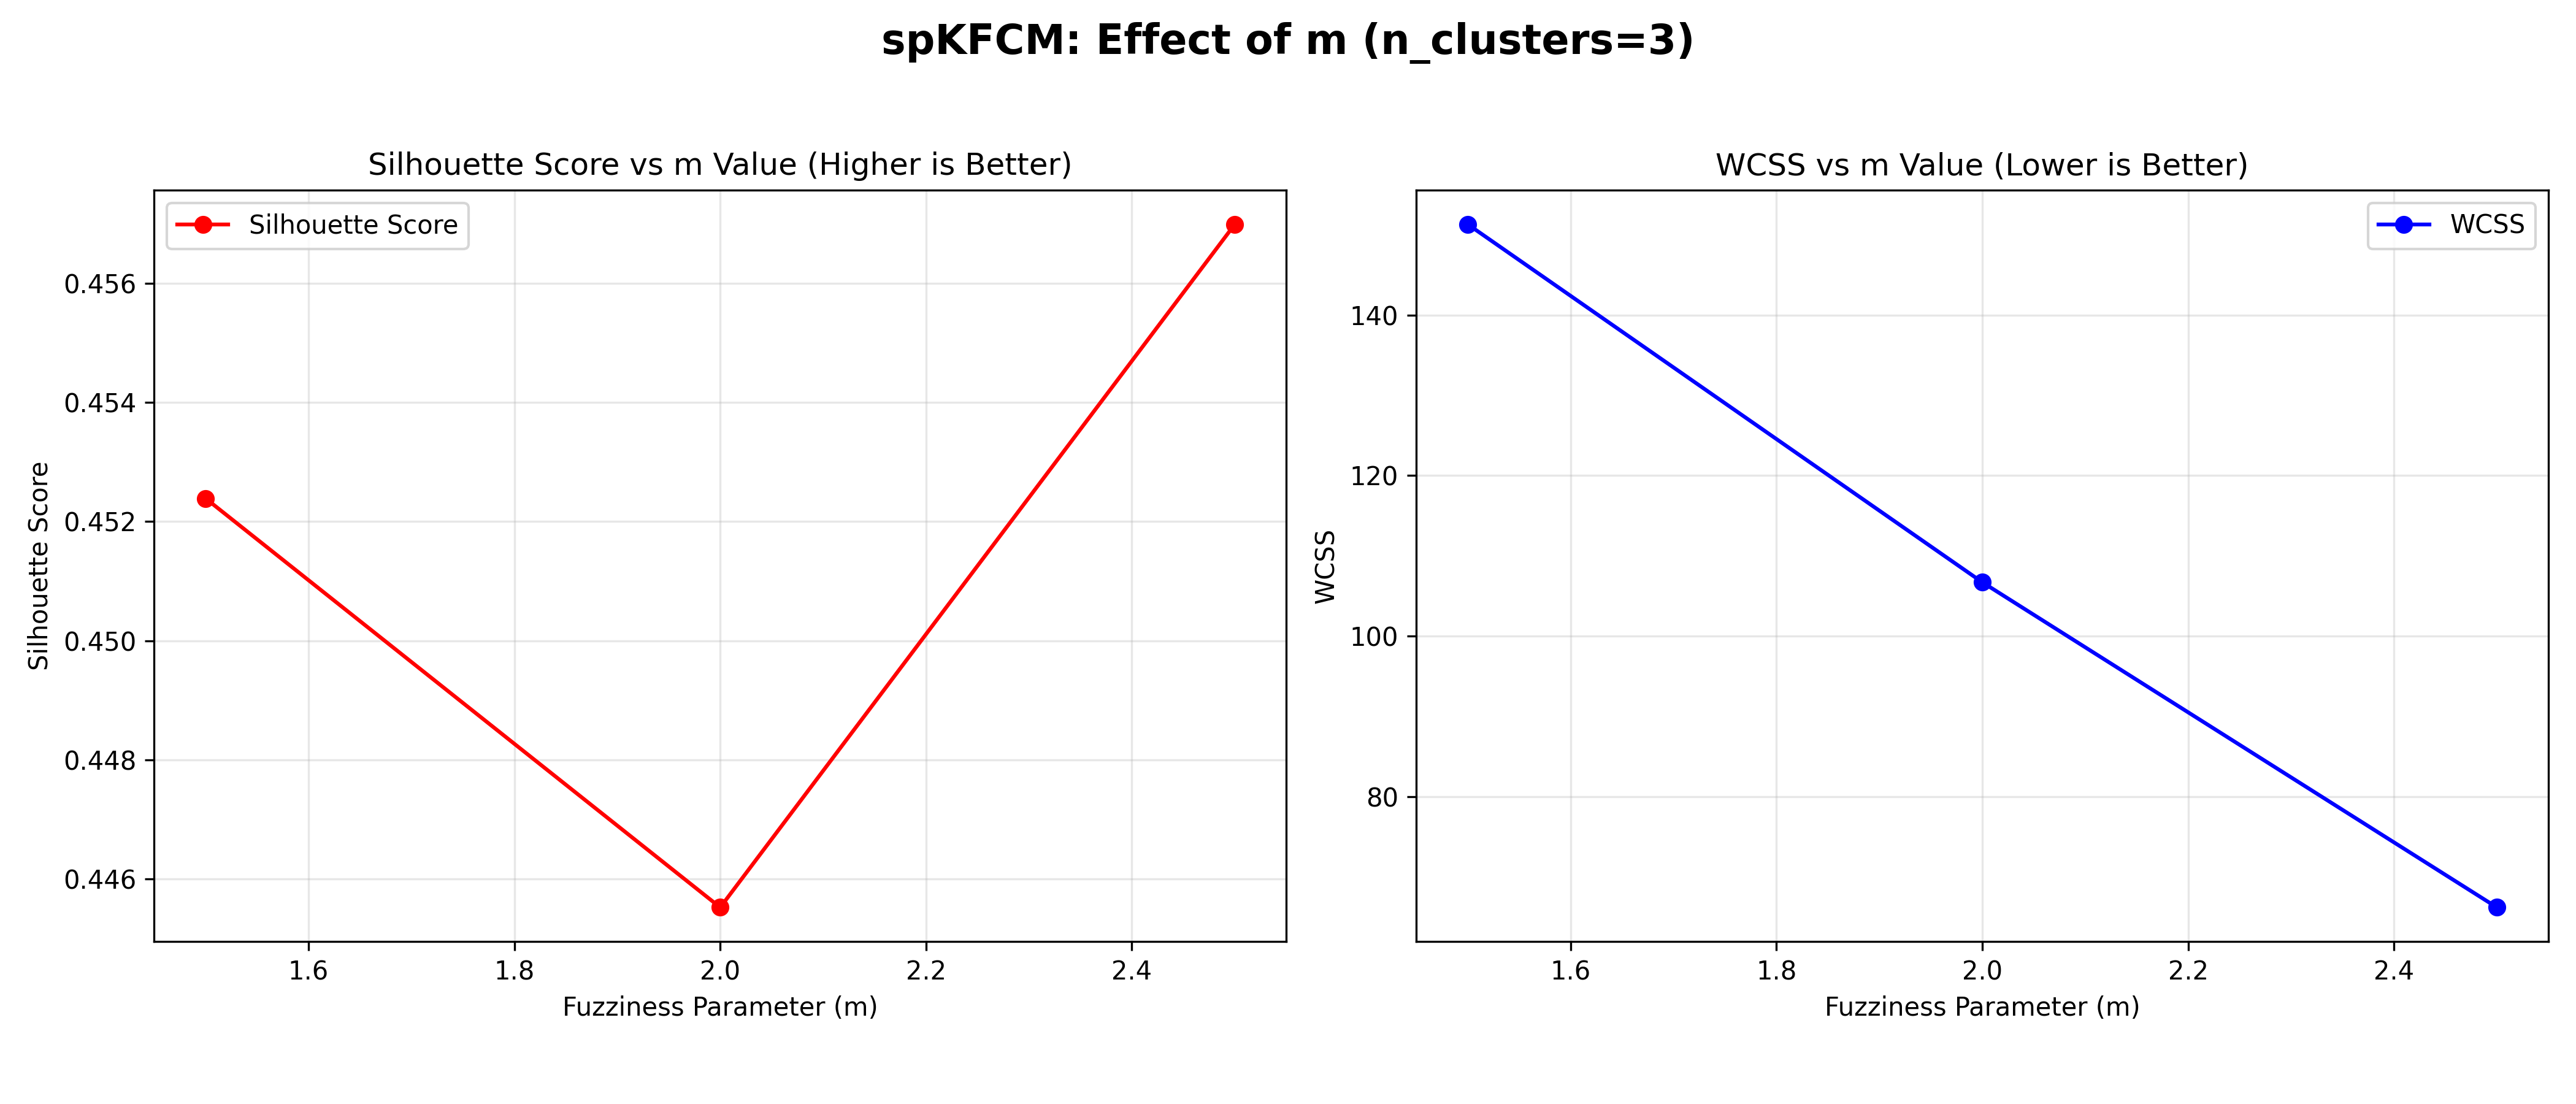 spKFCM: Effect of m (n_clusters=3)
Silhouette Score vs m Value (Higher is Better)
Silhouette Score
0.456
0.454
0.452
0.450
0.448
0.446
Silhouette Score
1.6 1.8 2.0 2.2 2.4
Fuzziness Parameter (m)
WCSS vs m Value (Lower is Better)
WCSS
140
120
100
80
WCSS
1.6 1.8 2.0 2.2 2.4
Fuzziness Parameter (m)